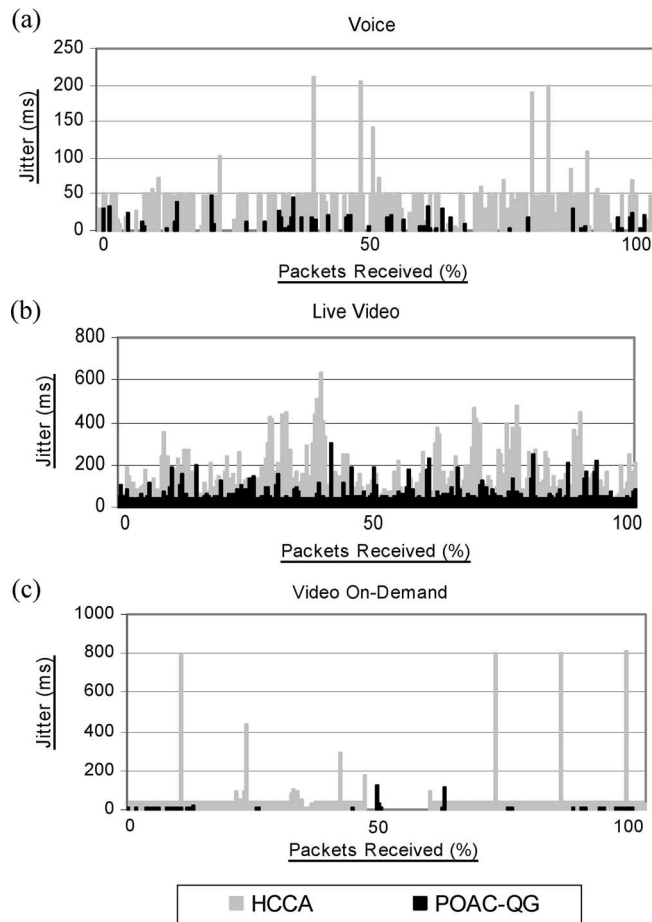 (a)
Voice
Jitter (ms)
250
200
150
100
50
0
0 50 100
Packets Received (%)
(b)
Live Video
Jitter (ms)
800
600
400
200
0
0 50 100
Packets Received (%)
(c)
Video On-Demand
Jitter (ms)
1000
800
600
400
200
0
0 50 100
Packets Received (%)
HCCA POAC-QG